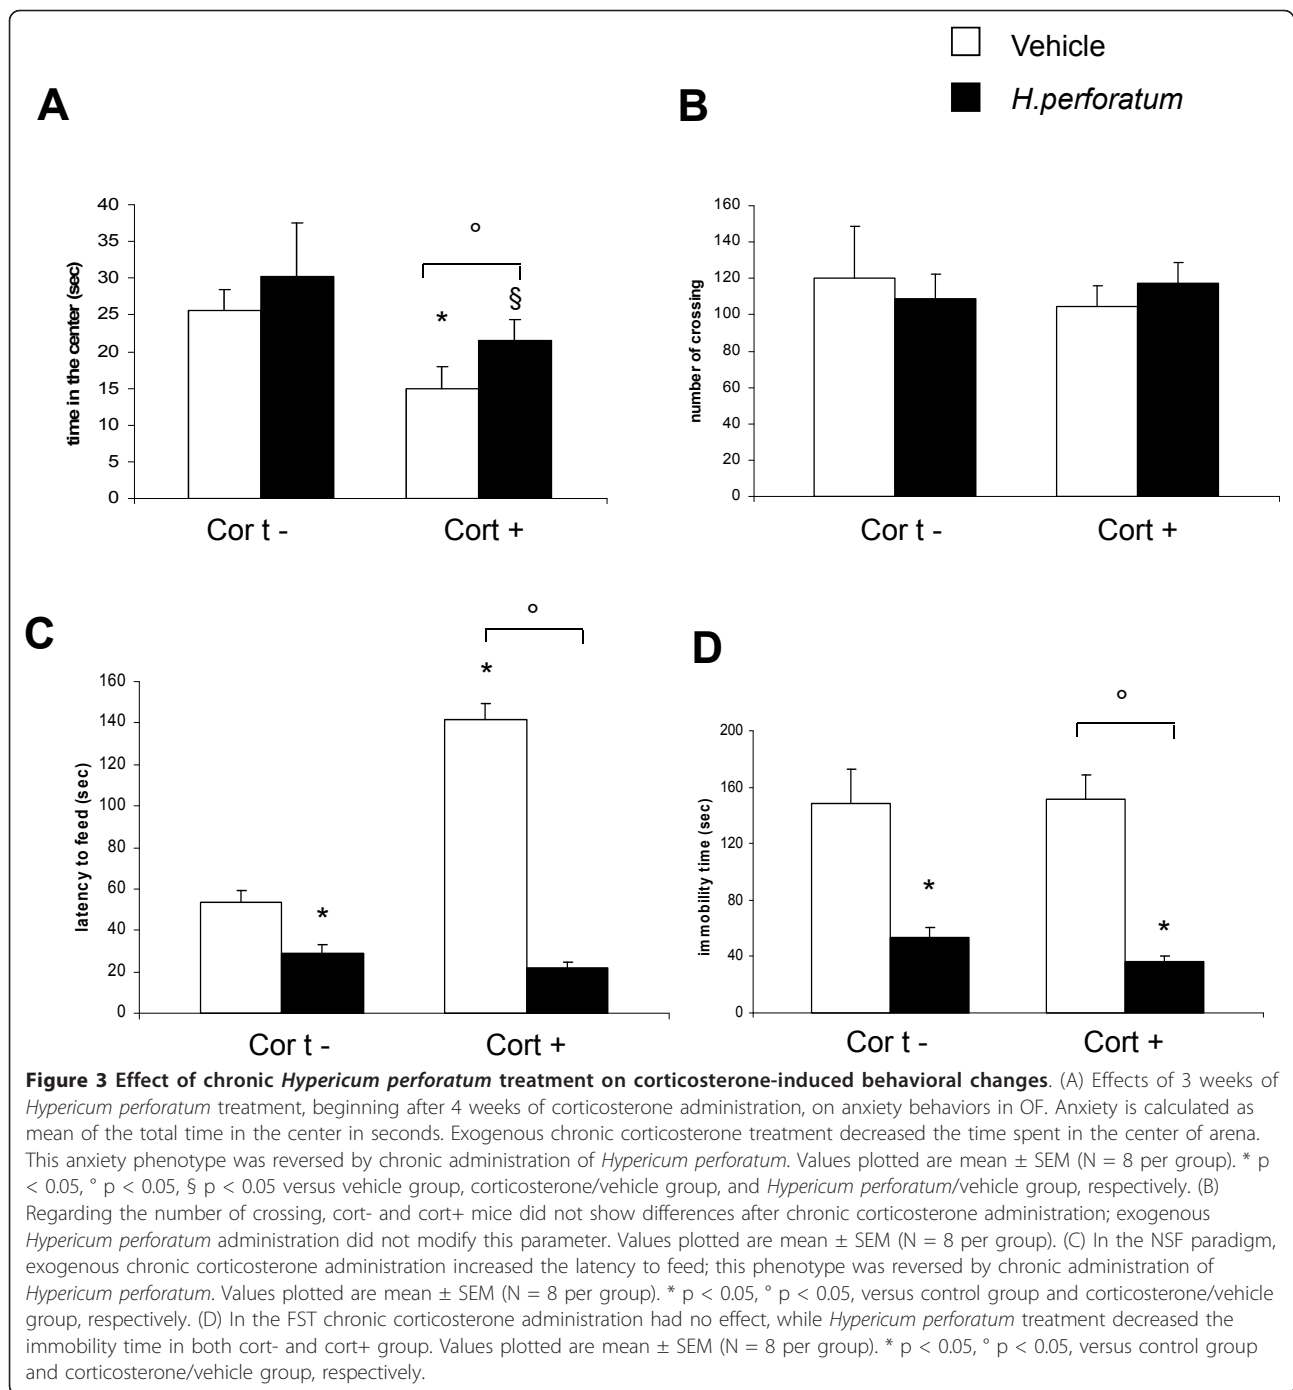 Vehicle
H.perforatum
A
B
time in the center (sec)
40
35
30
25
20
15
10
5
0
°
*
§
Cor t -
Cort +
number of crossing
160
140
120
100
80
60
40
20
0
Cor t -
Cort +
C
D
latency to feed (sec)
160
140
120
100
80
60
40
20
0
*
*
°
Cor t -
Cort +
immobility time (sec)
200
160
120
80
40
0
*
°
*
Cor t -
Cort +
Figure 3 Effect of chronic Hypericum perforatum treatment on corticosterone-induced behavioral changes. (A) Effects of 3 weeks of
Hypericum perforatum treatment, beginning after 4 weeks of corticosterone administration, on anxiety behaviors in OF. Anxiety is calculated as
mean of the total time in the center in seconds. Exogenous chronic corticosterone treatment decreased the time spent in the center of arena.
This anxiety phenotype was reversed by chronic administration of Hypericum perforatum. Values plotted are mean ± SEM (N = 8 per group). * p
< 0.05, ° p < 0.05, § p < 0.05 versus vehicle group, corticosterone/vehicle group, and Hypericum perforatum/vehicle group, respectively. (B)
Regarding the number of crossing, cort- and cort+ mice did not show differences after chronic corticosterone administration; exogenous
Hypericum perforatum administration did not modify this parameter. Values plotted are mean ± SEM (N = 8 per group). (C) In the NSF paradigm,
exogenous chronic corticosterone administration increased the latency to feed; this phenotype was reversed by chronic administration of
Hypericum perforatum. Values plotted are mean ± SEM (N = 8 per group). * p < 0.05, ° p < 0.05, versus control group and corticosterone/vehicle
group, respectively. (D) In the FST chronic corticosterone administration had no effect, while Hypericum perforatum treatment decreased the
immobility time in both cort- and cort+ group. Values plotted are mean ± SEM (N = 8 per group). * p < 0.05, ° p < 0.05, versus control group
and corticosterone/vehicle group, respectively.